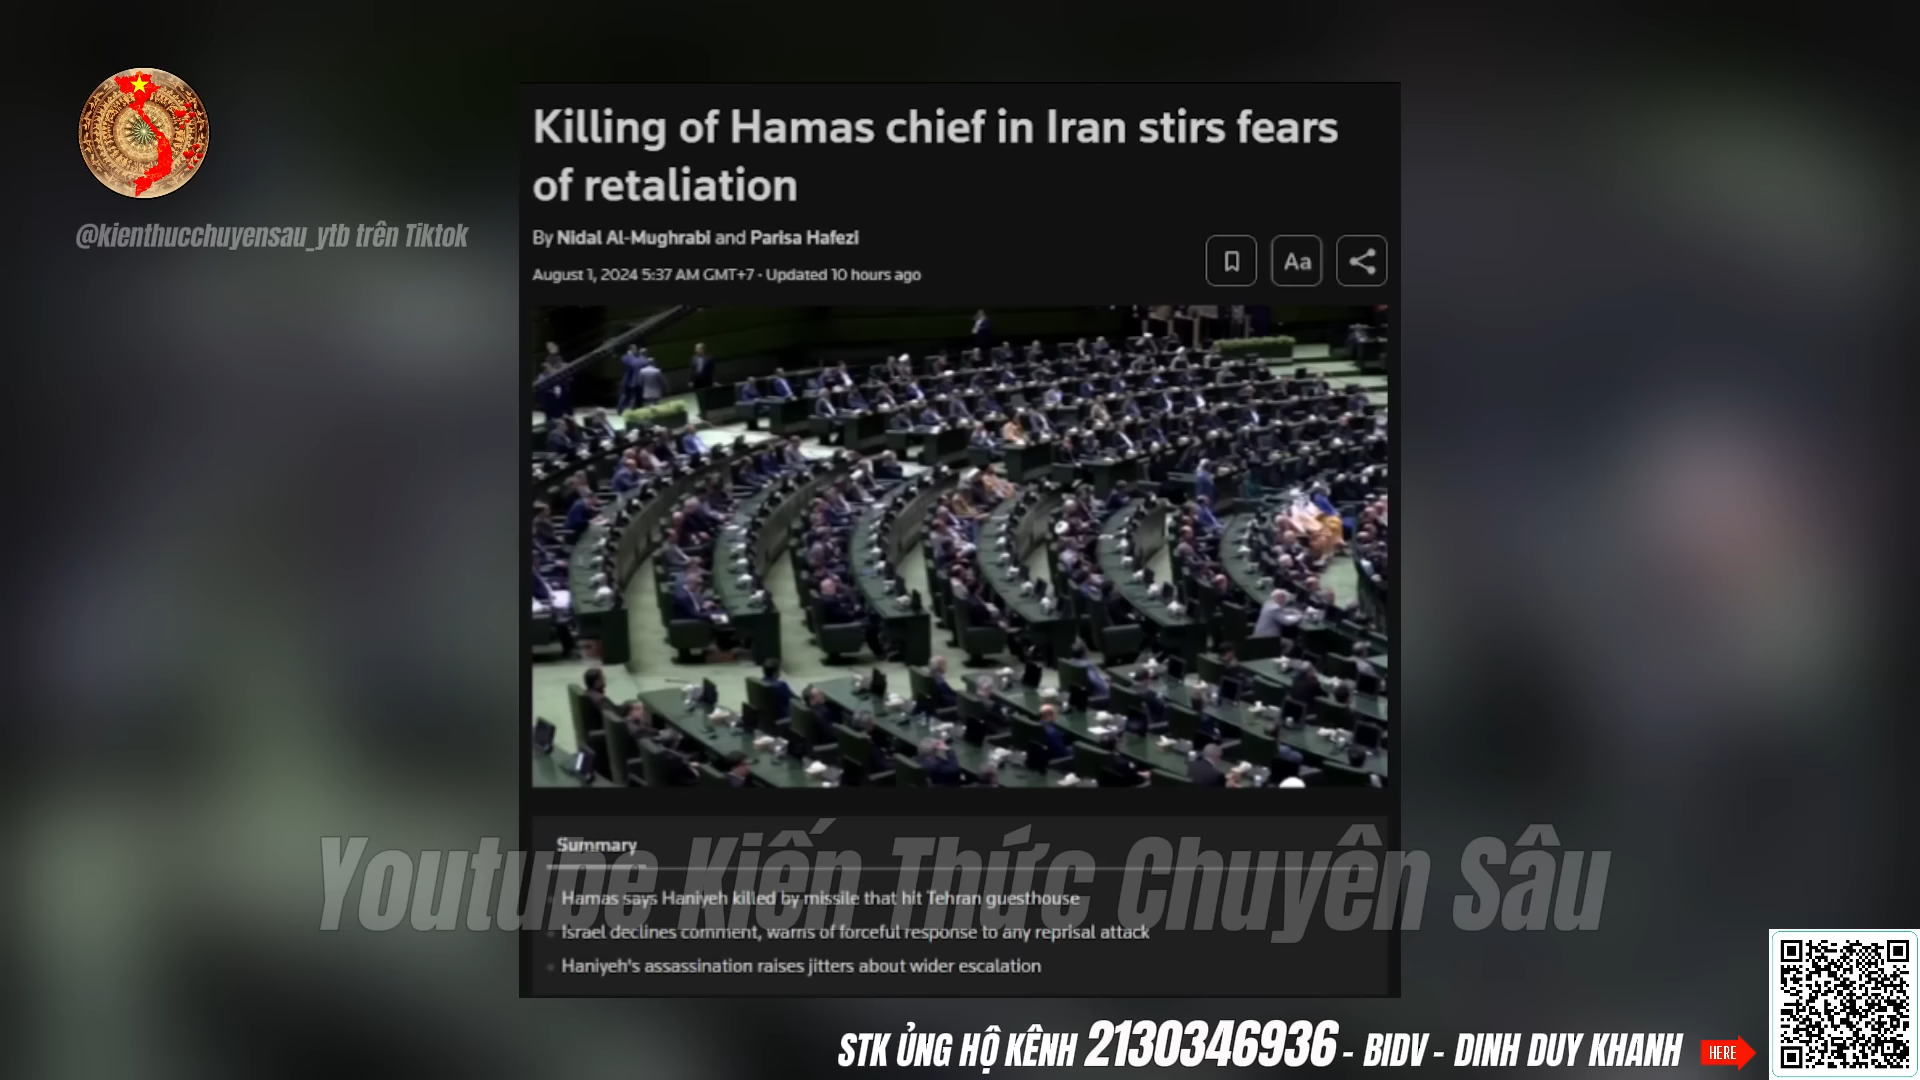 @kienthucchuyensau_ytb trên Tiktok
Killing of Hamas chief in Iran stirs fears
of retaliation
By Nidal Al-Mughrabi and Parisa Hafezi
August 1, 2024 5:37 AM GMT+7 · Updated 10 hours ago
Aa
Summary
Youtube Kiến Thức Chuyên Sâu
Hamas says Haniyeh killed by missile that hit Tehran guesthouse
Israel declines comment, warns of forceful response to any reprisal attack
Haniyeh's assassination raises jitters about wider escalation
STK ỦNG HỘ KÊNH 2130346936 - BIDV - DINH DUY KHANH
HERE